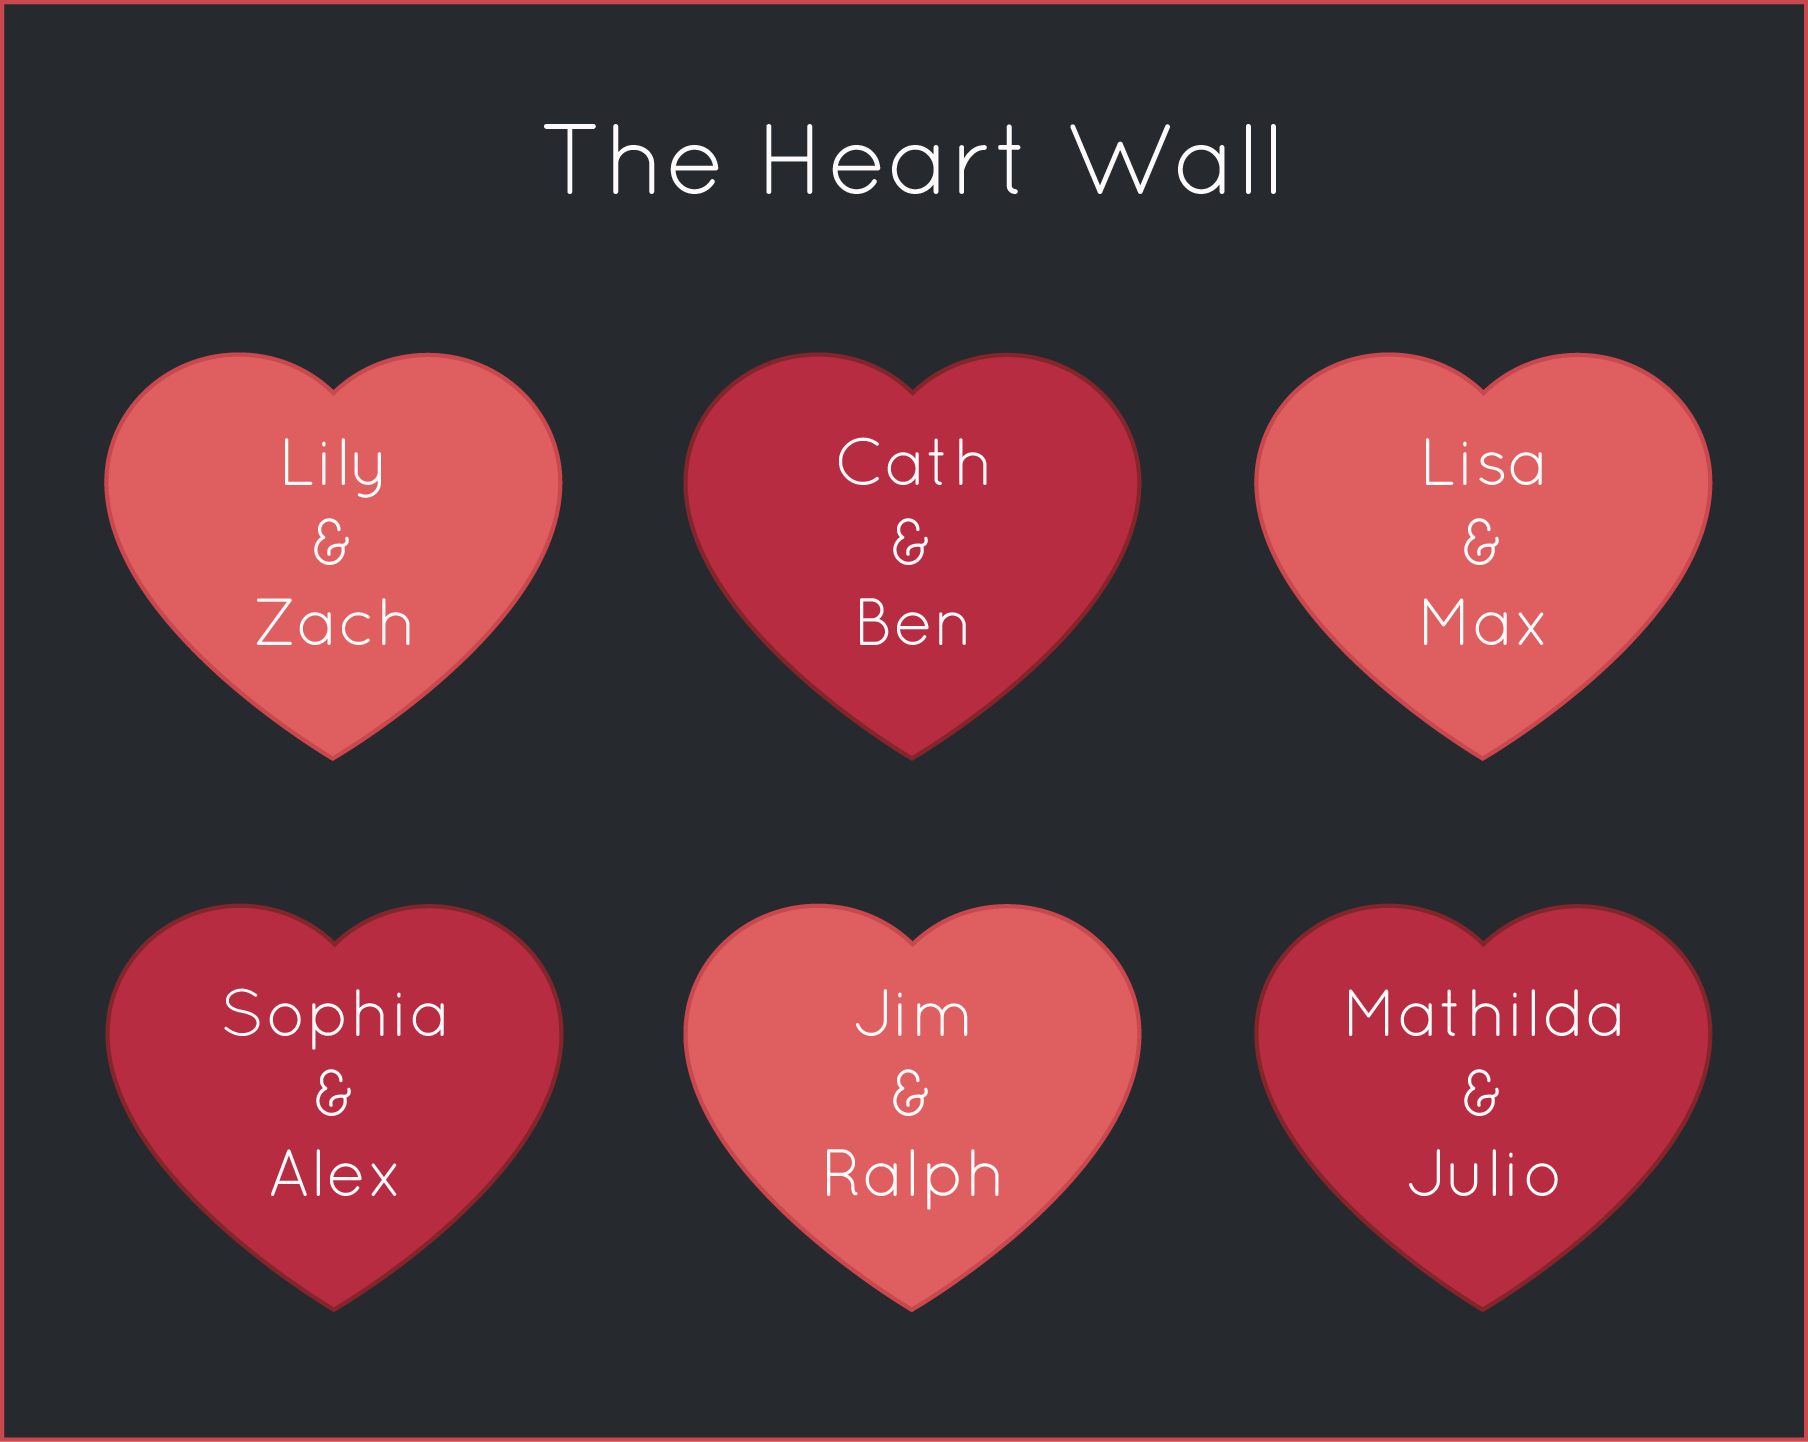 The Heart Wall
Lily
&
Zach
Cath
&
Ben
Lisa
&
Max
Sophia
&
Alex
Jim
&
Ralph
Mathilda
&
Julio